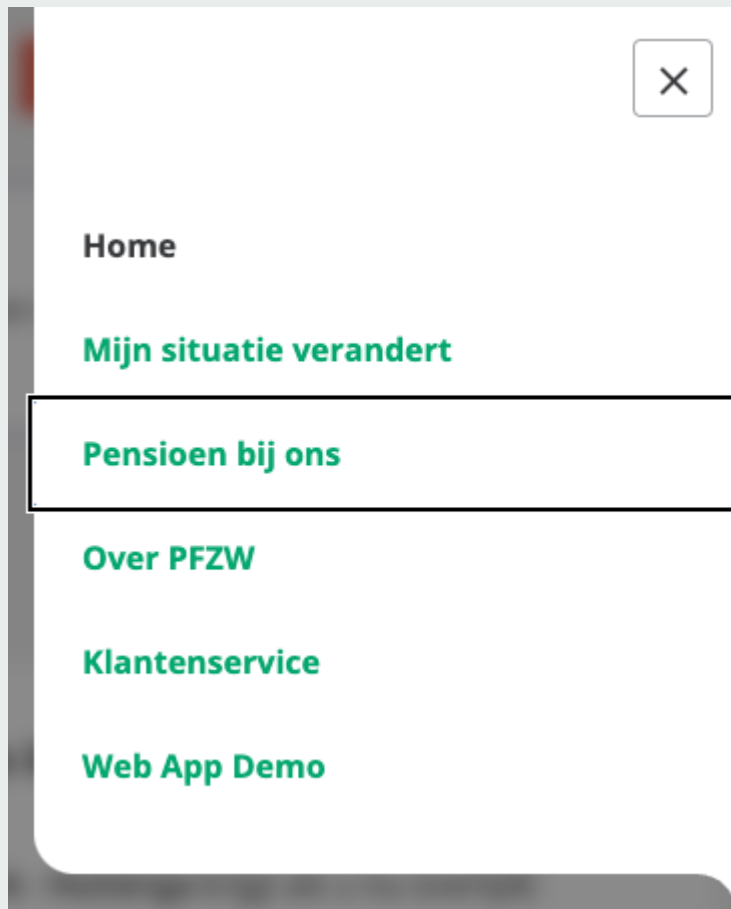 Home
Mijn situatie verandert
Pensioen bij ons
Over PFZW
Klantenservice
Web App Demo